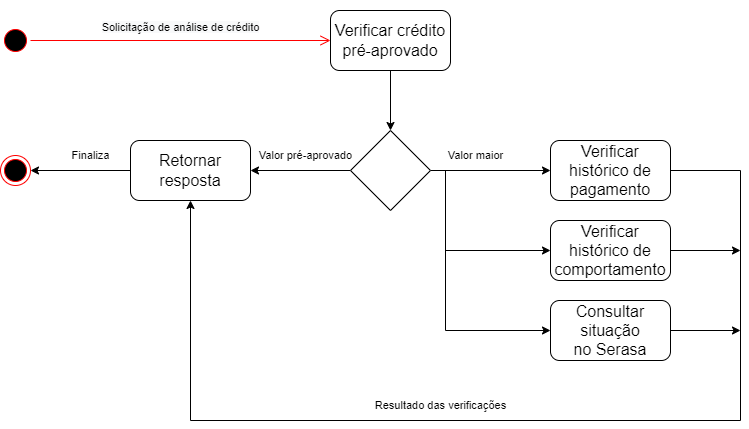 Solicitação de análise de crédito
Verificar crédito
pré-aprovado
Finaliza
Retornar
resposta
Valor pré-aprovado
Valor maior
Verificar
histórico de
pagamento
Verificar
histórico de
comportamento
Consultar
situação
no Serasa
Resultado das verificações